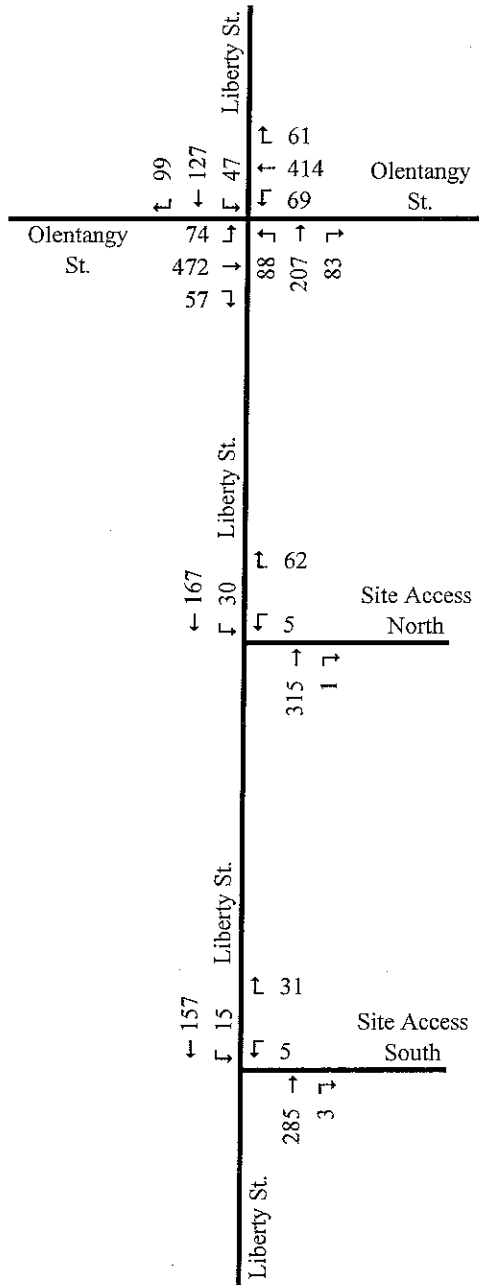 Liberty St.
99
127
47
61
414
69
Olentangy
St.
Olentangy
St.
74
472
57
88
207
83
Liberty St.
167
30
62
5
Site Access
North
315
1
Liberty St.
157
15
31
5
Site Access
South
285
3
Liberty St.